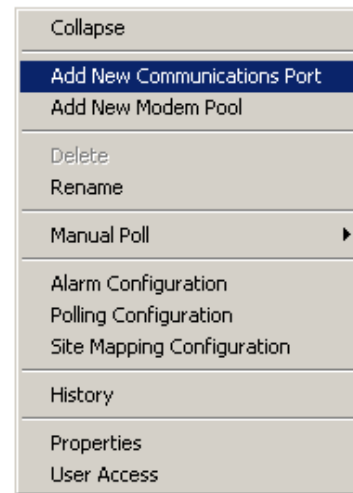 Collapse
Add New Communications Port
Add New Modem Pool
Delete
Rename
Manual Poll
Alarm Configuration
Polling Configuration
Site Mapping Configuration
History
Properties
User Access